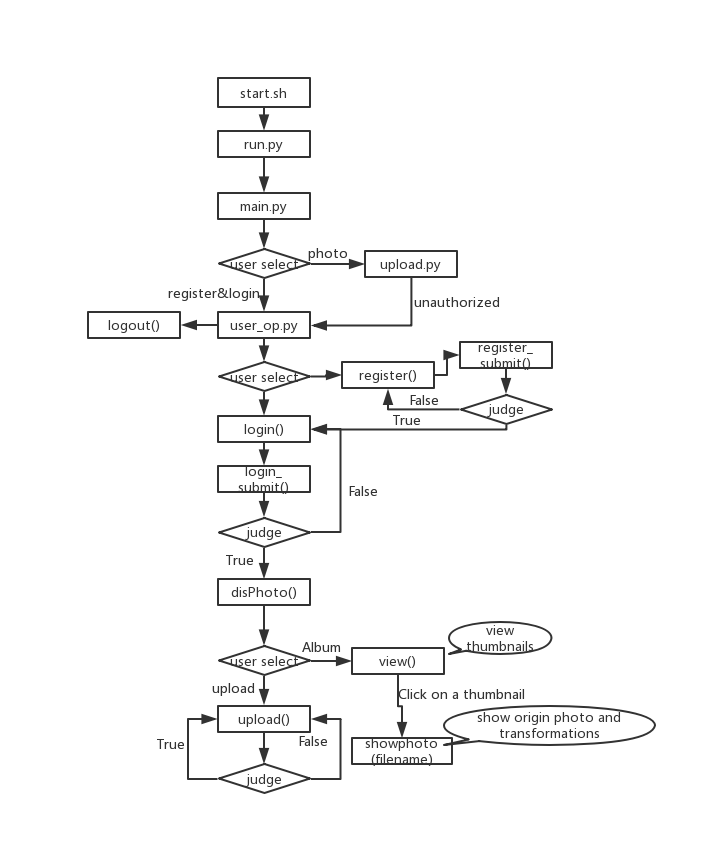 start.sh
run.py
main.py
user select
photo
upload.py
register&login
unauthorized
logout()
user_op.py
user select
register()
register_
submit()
False
judge
True
login()
login_
submit()
False
judge
True
disPhoto()
user select
Album
view()
view
thumbnails
upload
Click on a thumbnail
upload()
show origin photo and
transformations
True
False
showphoto
(filename)
judge